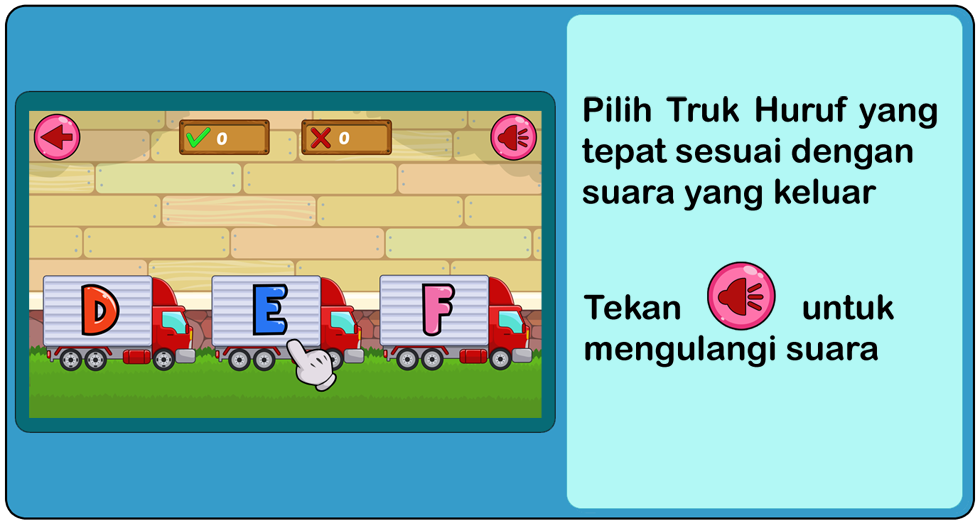 0 0
D E F
Pilih Truk Huruf yang
tepat sesuai dengan
suara yang keluar
Tekan untuk
mengulangi suara